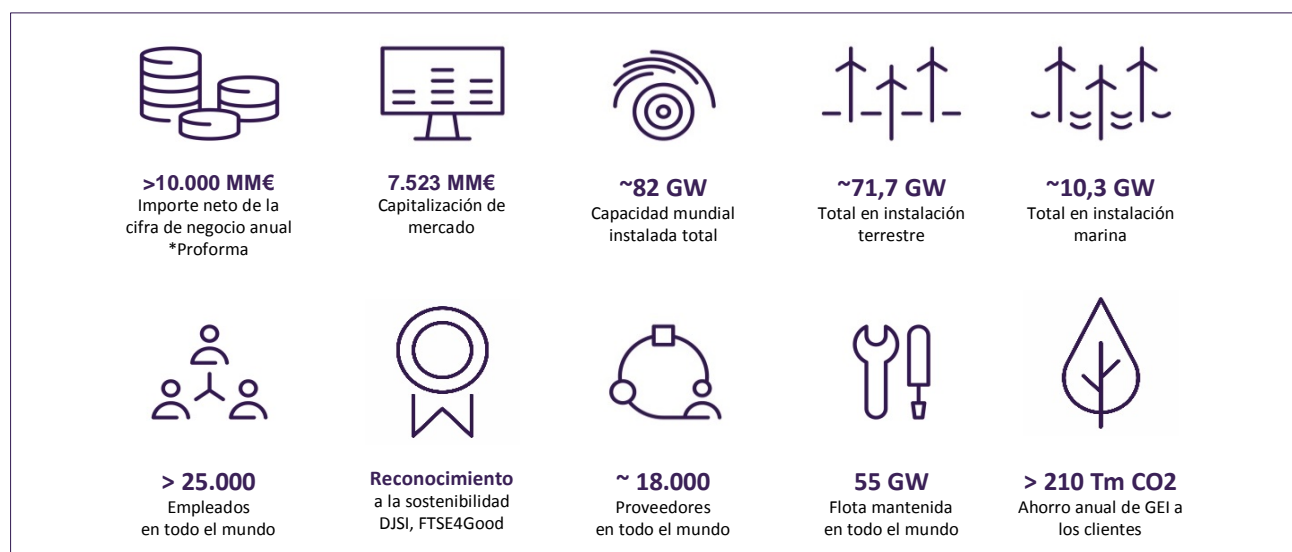 >10.000 MM€
Importe neto de la
cifra de negocio anual
*Proforma
7.523 MM€
Capitalización de
mercado
~82 GW
Capacidad mundial
instalada total
~71,7 GW
Total en instalación
terrestre
~10,3 GW
Total en instalación
marina
> 25.000
Empleados
en todo el mundo
Reconocimiento
a la sostenibilidad
DJSI, FTSE4Good
~ 18.000
Proveedores
en todo el mundo
55 GW
Flota mantenida
en todo el mundo
> 210 Tm CO2
Ahorro anual de GEI a
los clientes